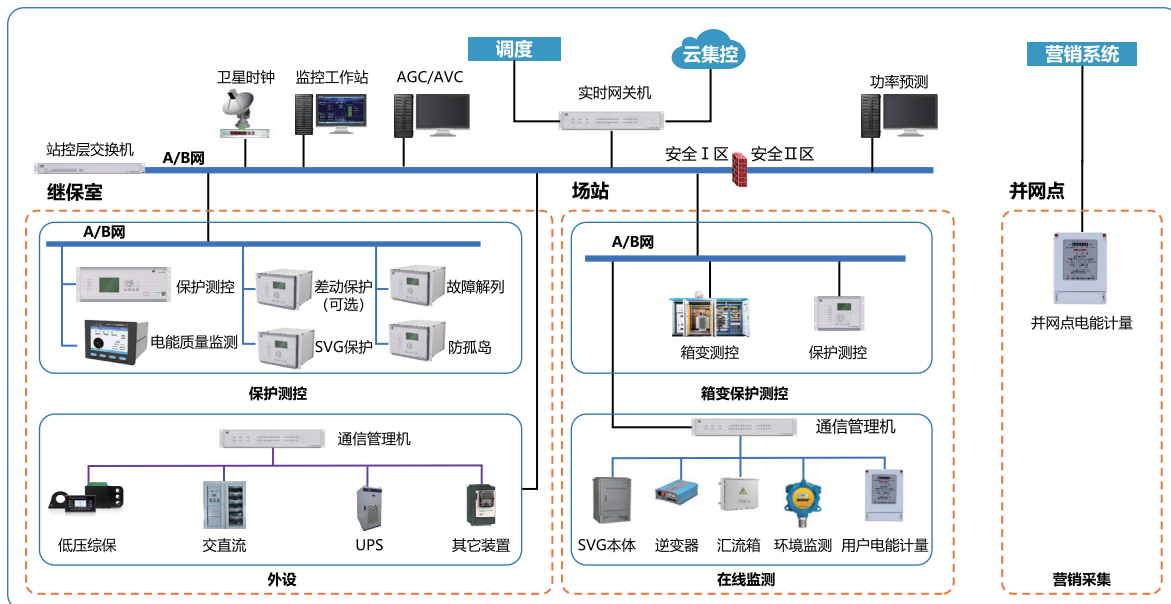 调度
云集控
营销系统
卫星时钟
监控工作站
AGC/AVC
实时网关机
功率预测
站控层交换机
A/B网
安全Ⅰ区
安全Ⅱ区
继保室
场站
并网点
A/B网
保护测控
差动保护
(可选)
故障解列
电能质量监测
SVG保护
防孤岛
保护测控
A/B网
箱变测控
保护测控
箱变保护测控
并网点电能计量
通信管理机
低压综保
交直流
UPS
其它装置
外设
通信管理机
SVG本体
逆变器
汇流箱
环境监测
用户电能计量
在线监测
营销采集